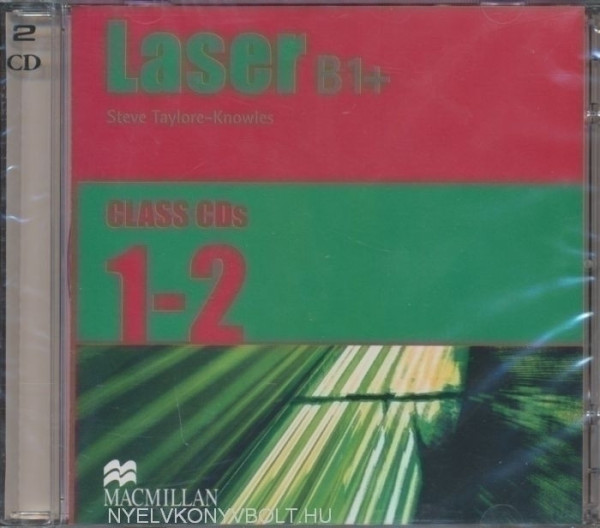 2
CD
Laser B1+
Steve Taylore-Knowles
CLASS CDs
1-2
MACMILLAN
NYELVKONYVBOLT.HU